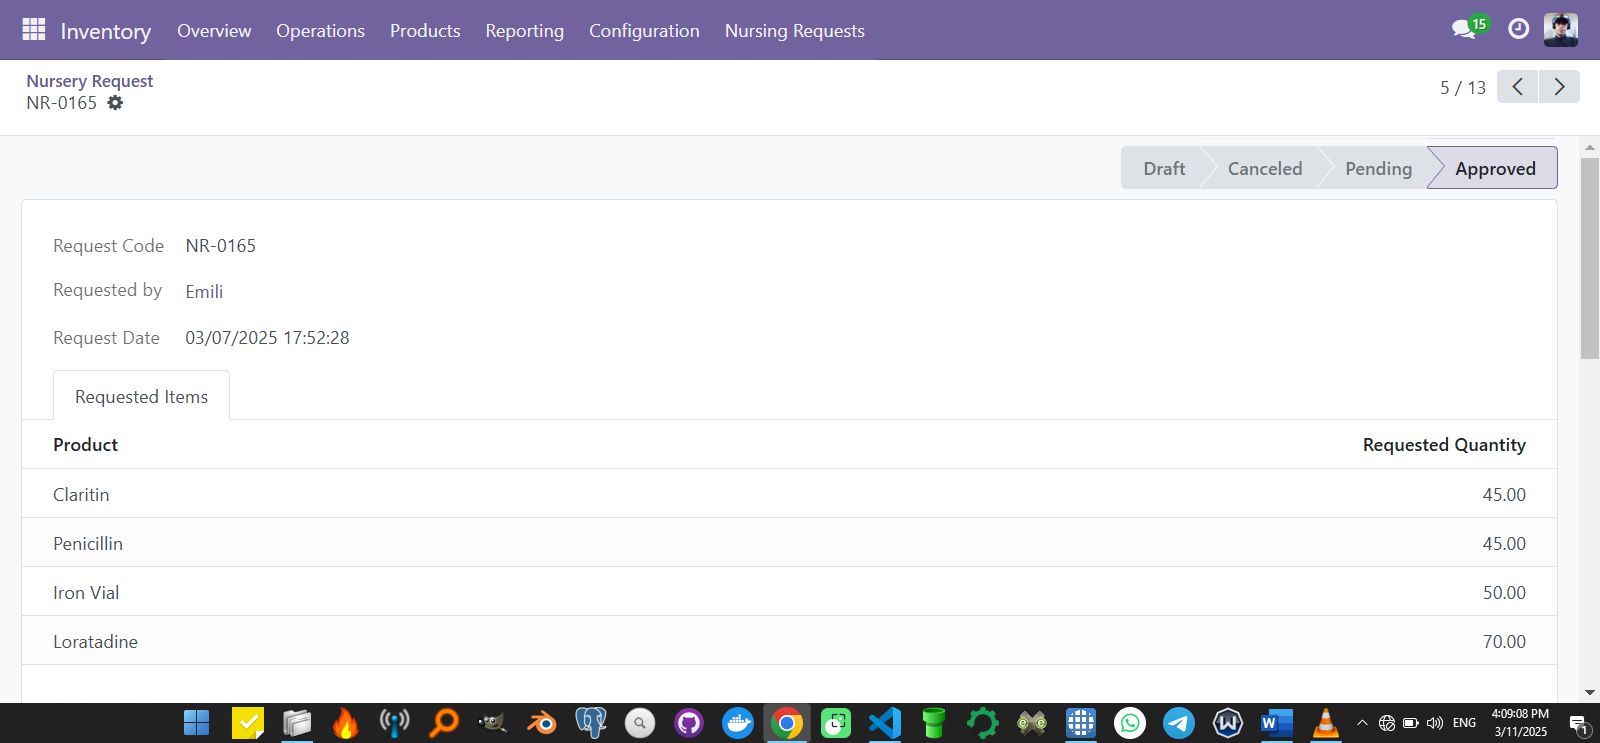 Inventory Overview Operations Products Reporting Configuration Nursing Requests 15
Nursery Request
NR-0165
5 / 13
Draft Canceled Pending Approved
Request Code NR-0165
Requested by Emili
Request Date 03/07/2025 17:52:28
Requested Items
Product Requested Quantity
Claritin 45.00
Penicillin 45.00
Iron Vial 50.00
Loratadine 70.00
ENG 4:09:08 PM
3/11/2025
1